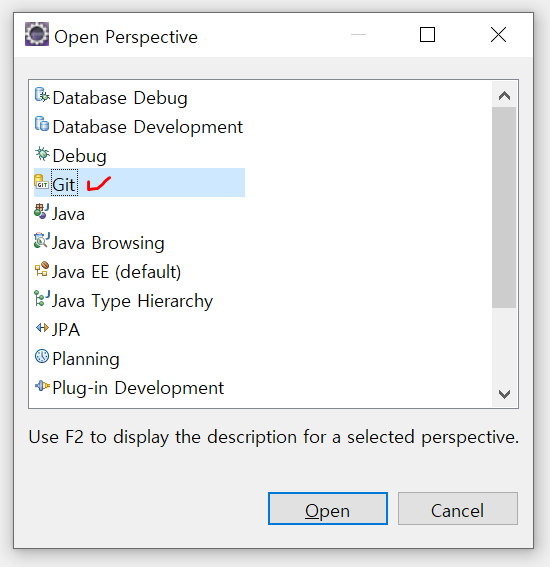 Open Perspective
Database Debug
Database Development
Debug
Git
Java
Java Browsing
Java EE (default)
Java Type Hierarchy
JPA
Planning
Plug-in Development
Use F2 to display the description for a selected perspective.
Open
Cancel